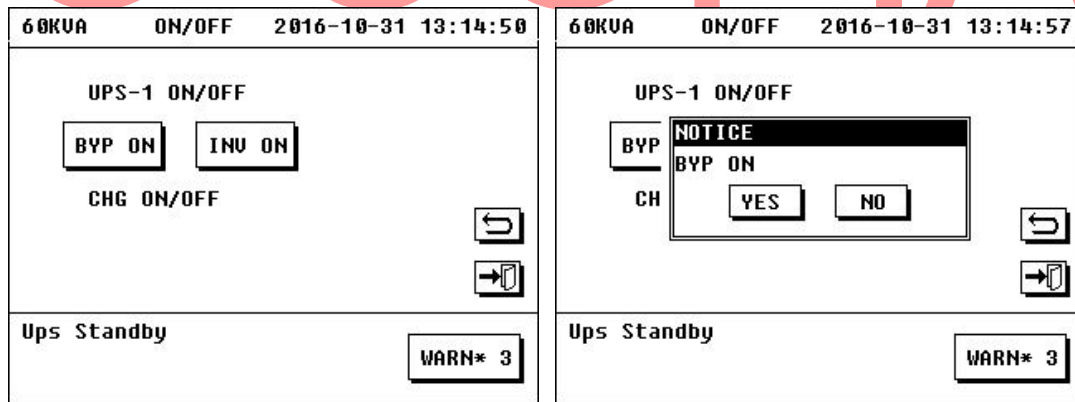 60KVA ON/OFF 2016-10-31 13:14:50
UPS-1 ON/OFF
BYP ON INV ON
CHG ON/OFF
Ups Standby
WARN* 3
60KVA ON/OFF 2016-10-31 13:14:57
UPS-1 ON/OFF
BYP
NOTICE
BYP ON
CH
YES NO
Ups Standby
WARN* 3